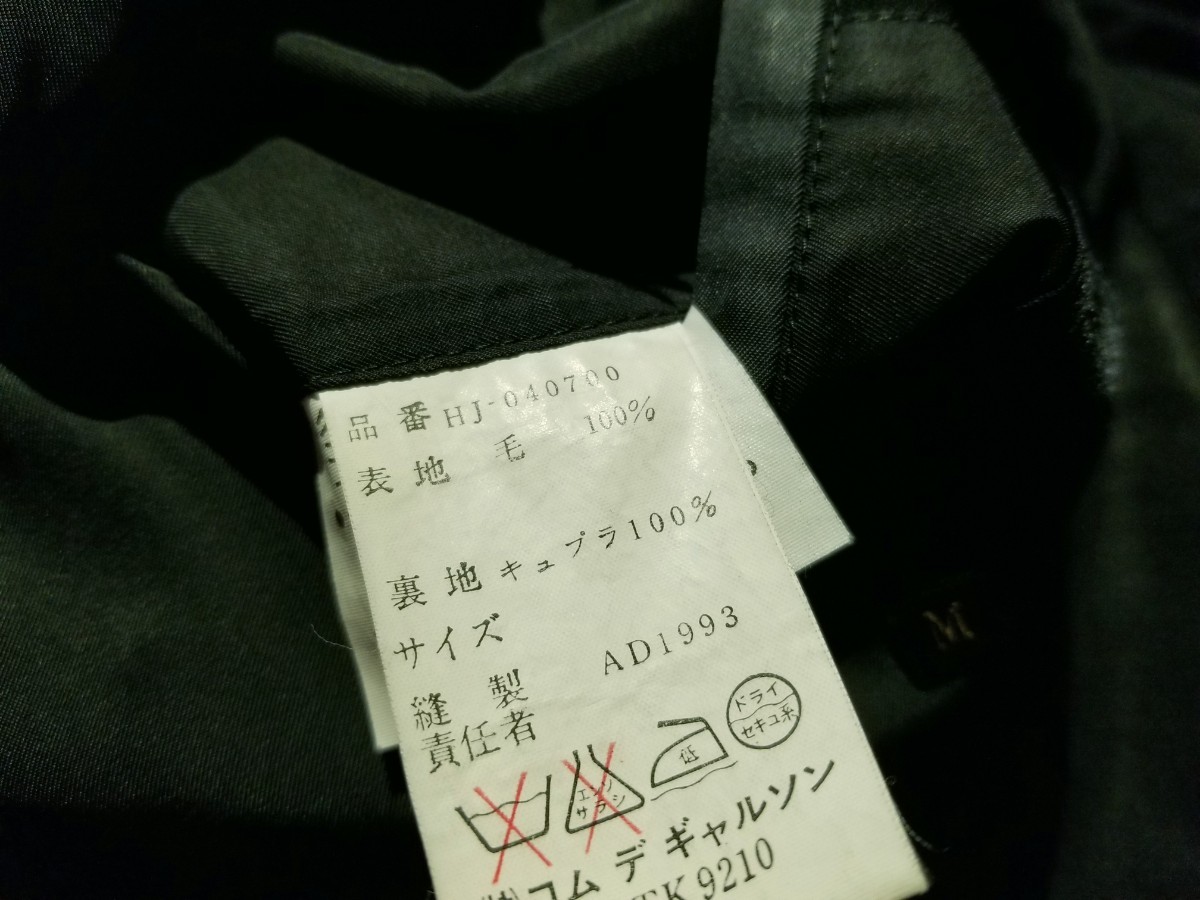 品番 HJ-040700
表地 毛 100%
裏地 キュプラ100%
サイズ
縫製 AD1993
責任者
エンソ
サラシ
低
ドライ
セキユ系
㈱コム デ ギャルソン
TK 9210
M